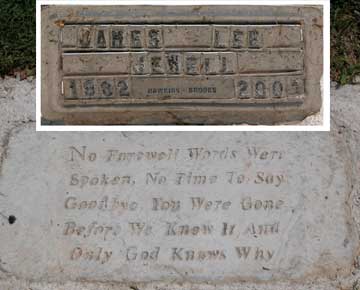 JAMES LEE
JEWELL
1932 HAWKINS-BROOKS 2005
No Farewell Words Were
Spoken, No Time To Say
Goodbye. You Were Gone
Before We Knew It And
Only God Knows Why